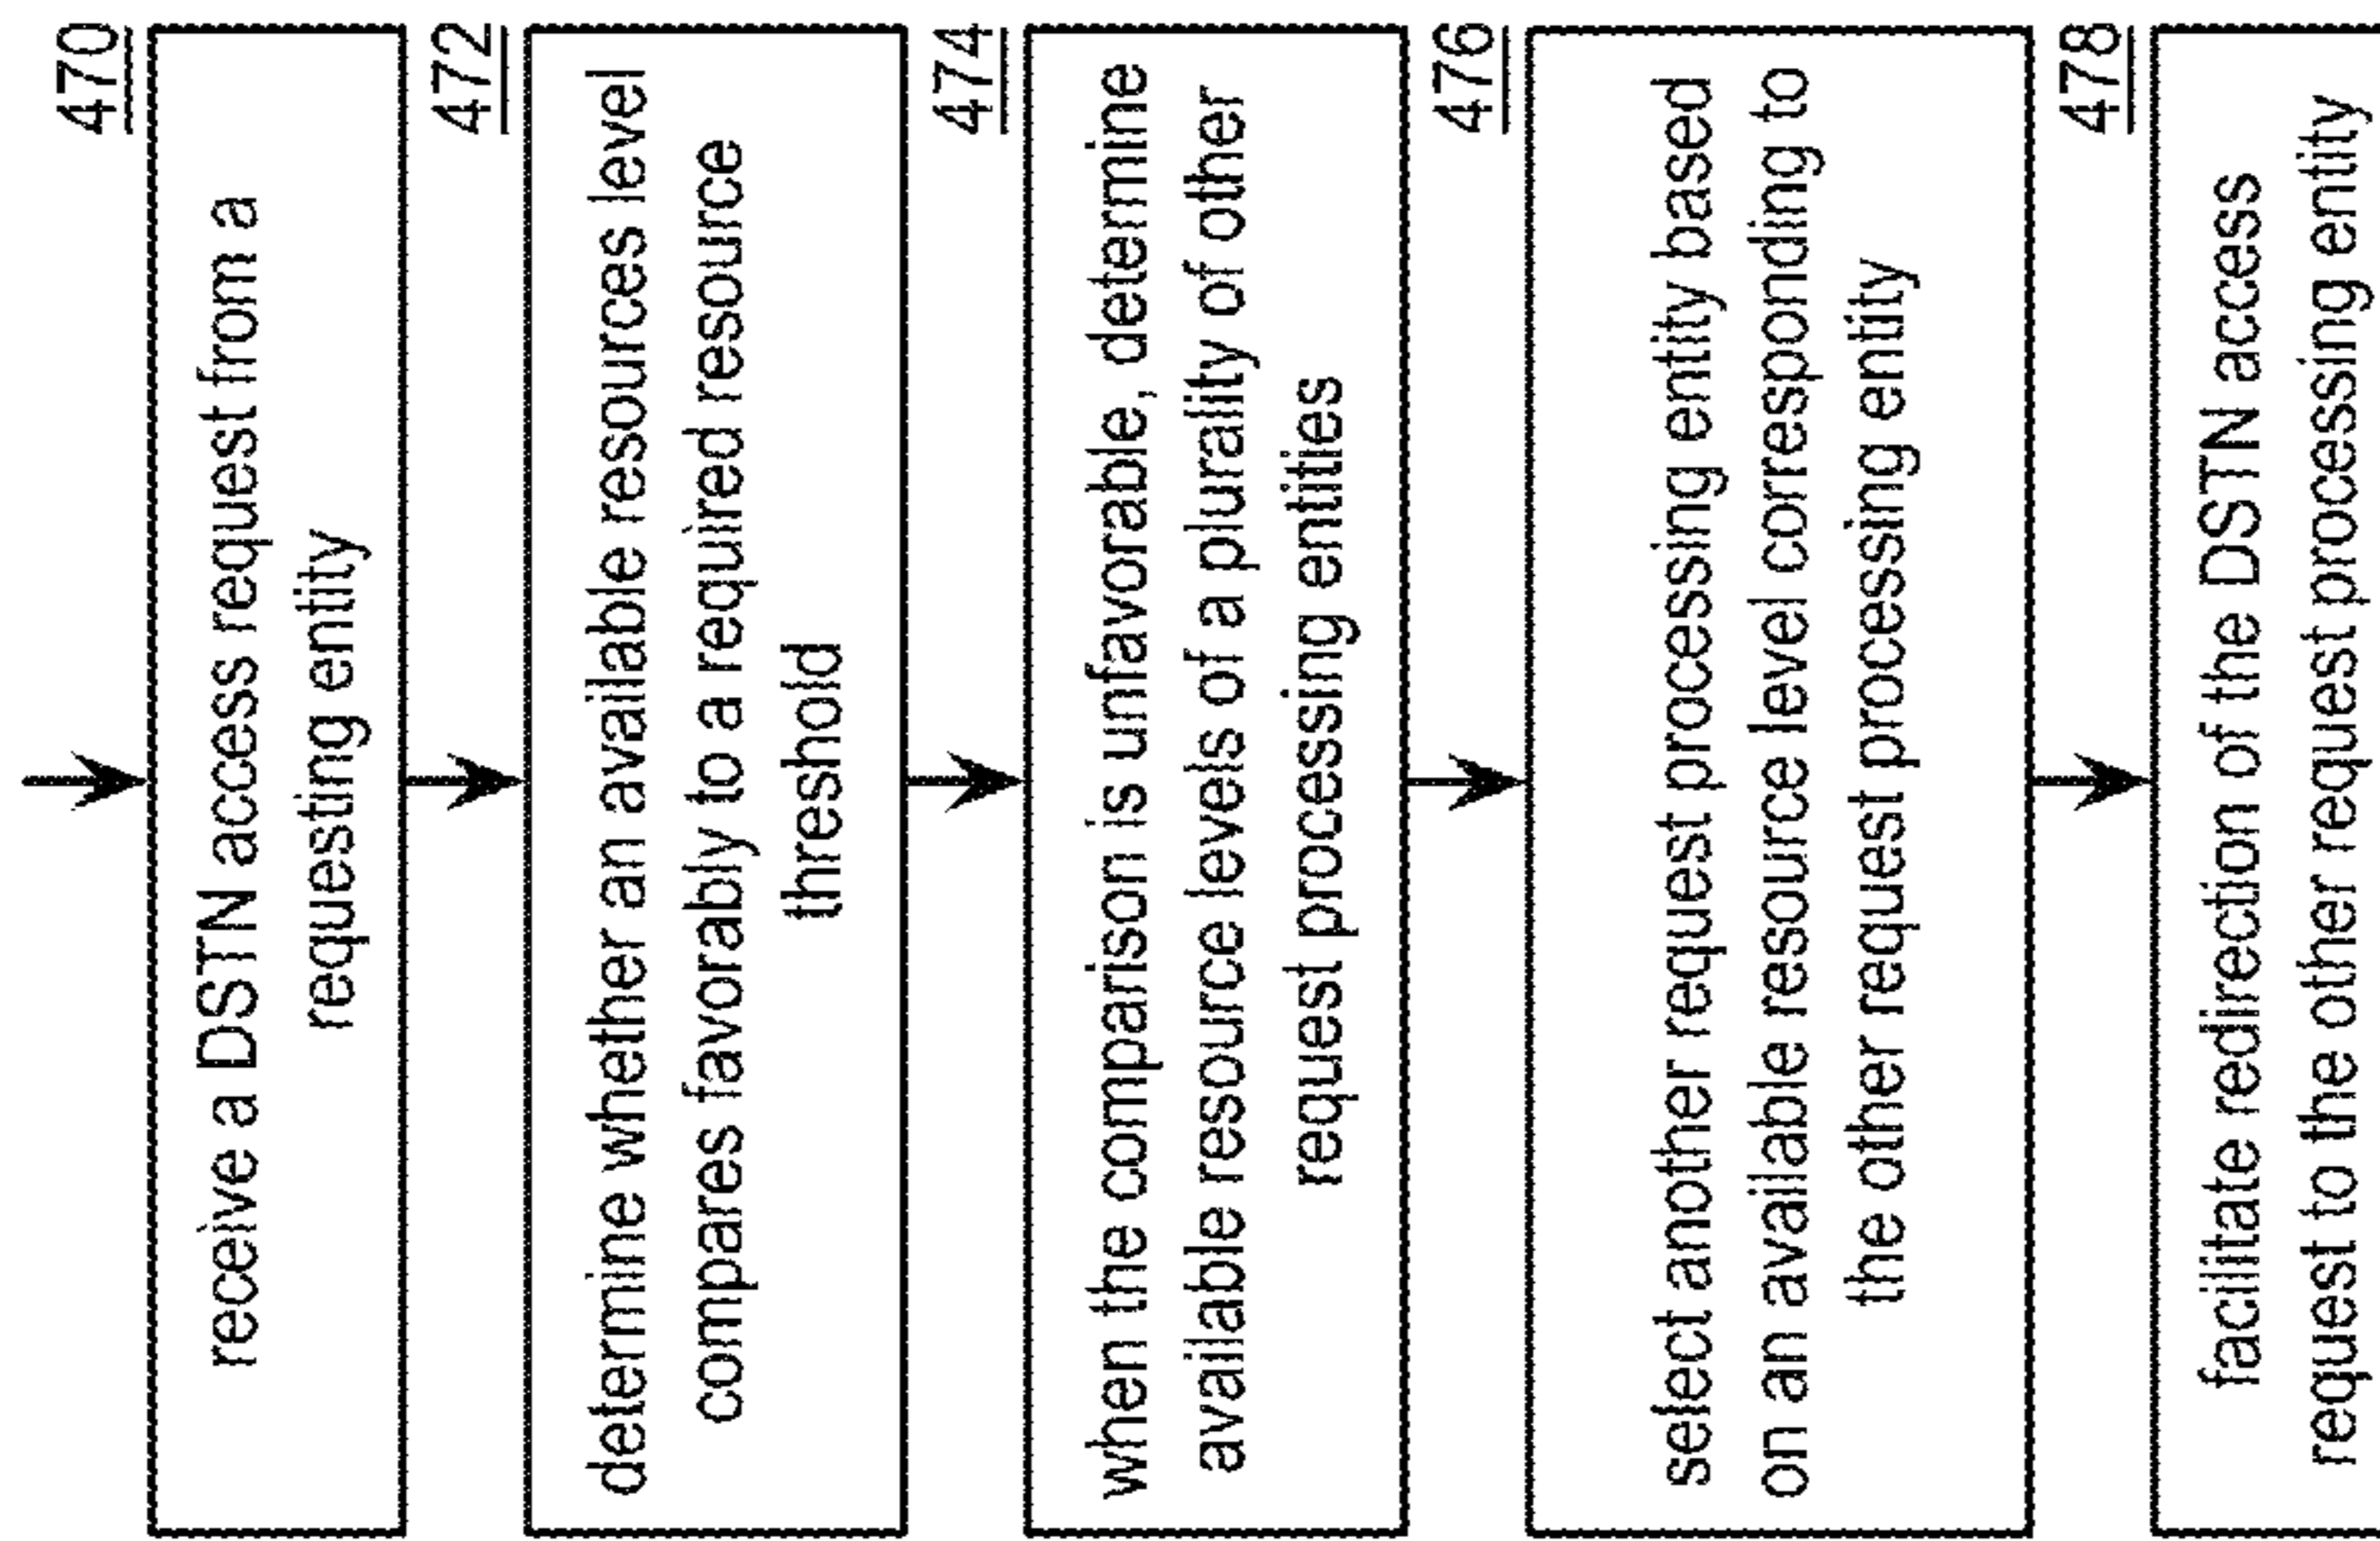 470
receive a DSTN access request from a
requesting entity
472
determine whether an available resources level
compares favorably to a required resource
threshold
474
when the comparison is unfavorable, determine
available resource levels of a plurality of other
request processing entities
476
select another request processing entity based
on an available resource level corresponding to
the other request processing entity
478
facilitate redirection of the DSTN access
request to the other request processing entity